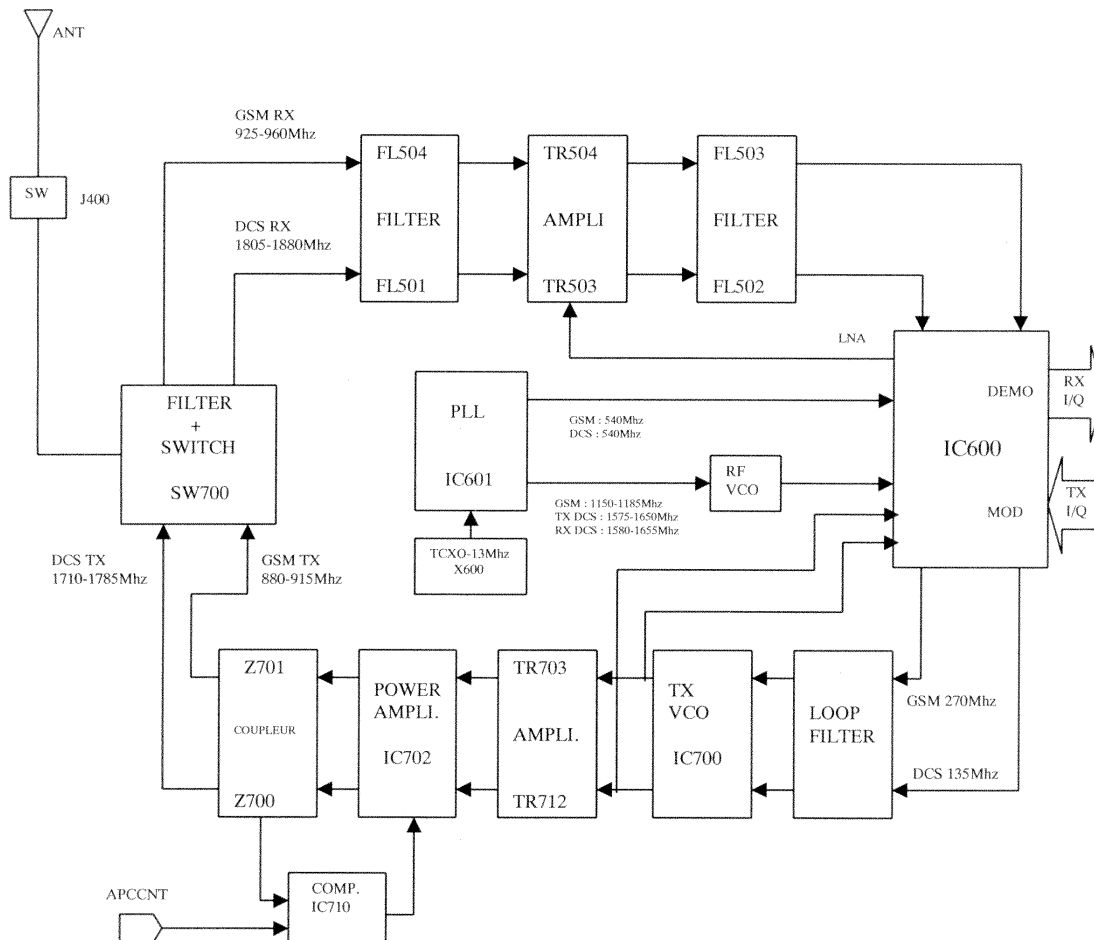 ANT
GSM RX
925-960Mhz
SW
J400
DCS RX
1805-1880Mhz
FL504
FILTER
FL501
TR504
AMPLI
TR503
FL503
FILTER
FL502
LNA
FILTER
+
SWITCH
SW700
PLL
IC601
GSM : 540Mhz
DCS : 540Mhz
RF
VCO
GSM : 1150-1185Mhz
TX DCS : 1575-1650Mhz
RX DCS : 1580-1655Mhz
TCXO-13Mhz
X600
DEMO
IC600
MOD
RX
I/Q
TX
I/Q
DCS TX
1710-1785Mhz
GSM TX
880-915Mhz
Z701
COUPLEUR
Z700
POWER
AMPLI.
IC702
TR703
AMPLI.
TR712
TX
VCO
IC700
LOOP
FILTER
GSM 270Mhz
DCS 135Mhz
APCCNT
COMP.
IC710